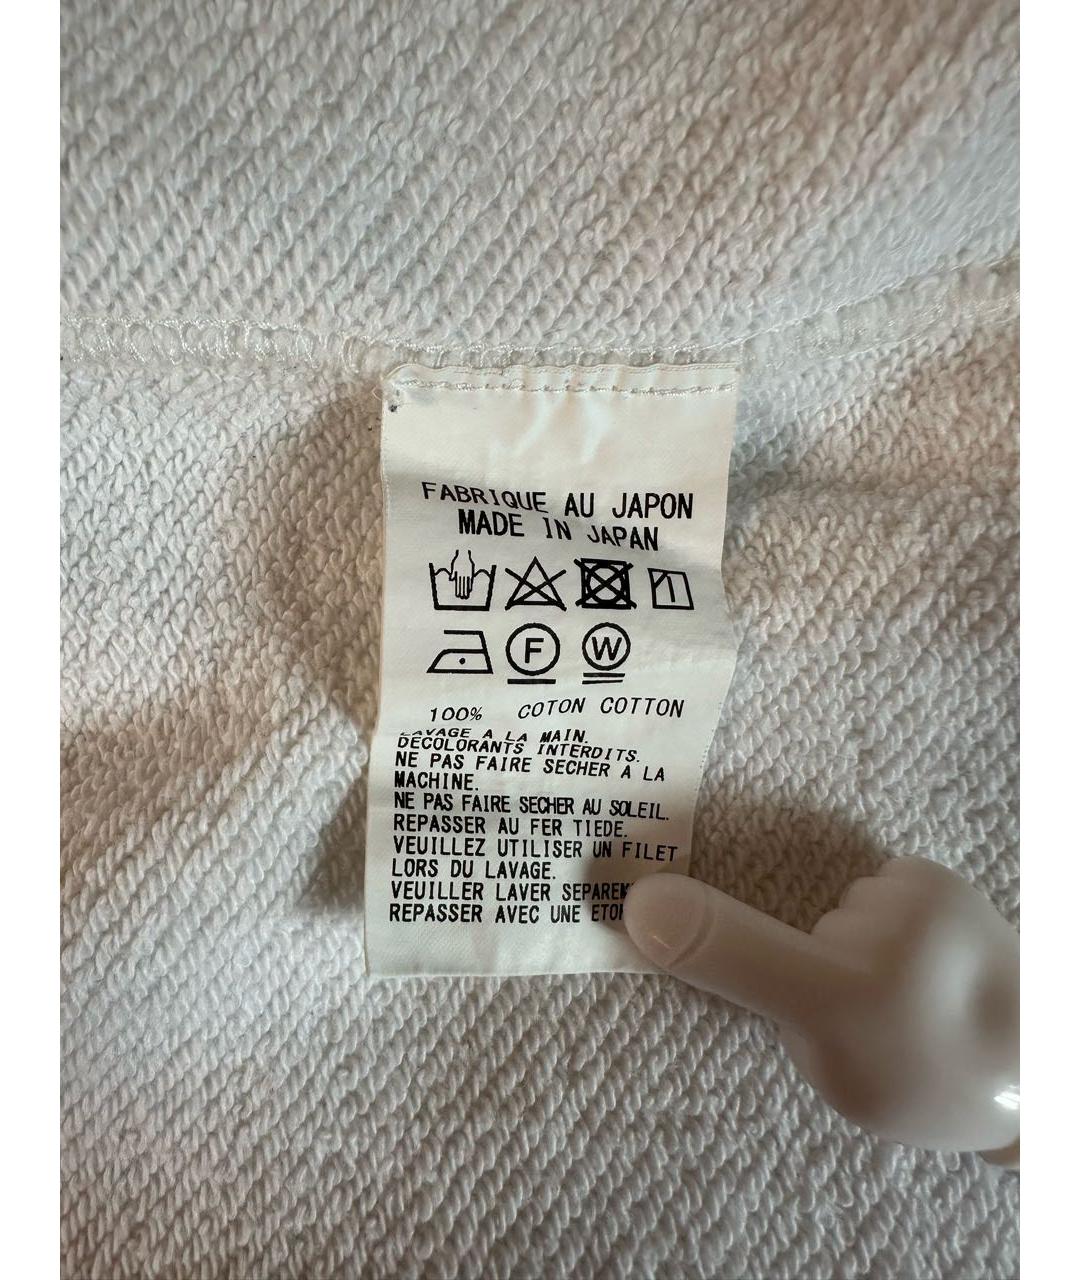 FABRIQUE AU JAPON
MADE IN JAPAN
F W
100% COTON COTTON
LAVAGE A LA MAIN.
DECOLORANTS INTERDITS.
NE PAS FAIRE SECHER A LA
MACHINE.
NE PAS FAIRE SECHER AU SOLEIL.
REPASSER AU FER TIEDE.
VEUILLEZ UTILISER UN FILET
LORS DU LAVAGE.
VEUILLER LAVER
REPASSER AVEC UNE